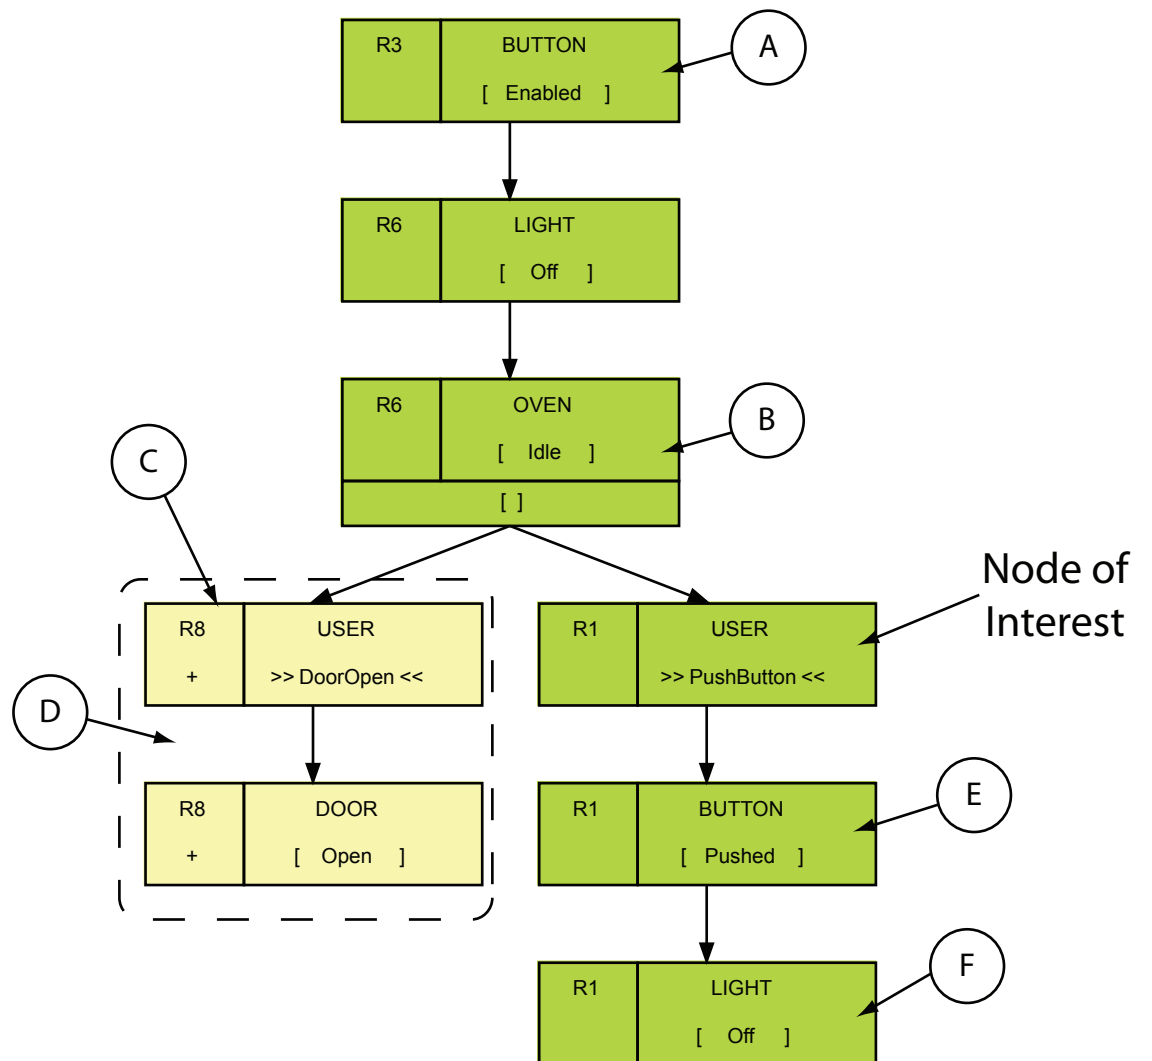 R3 BUTTON
[ Enabled ]
A
R6 LIGHT
[ Off ]
R6 OVEN
[ Idle ]
[ ]
B
C
D
R8 USER
+ >> DoorOpen <<
R1 USER
>> PushButton <<
Node of
Interest
R8 DOOR
+ [ Open ]
R1 BUTTON
[ Pushed ]
E
R1 LIGHT
[ Off ]
F